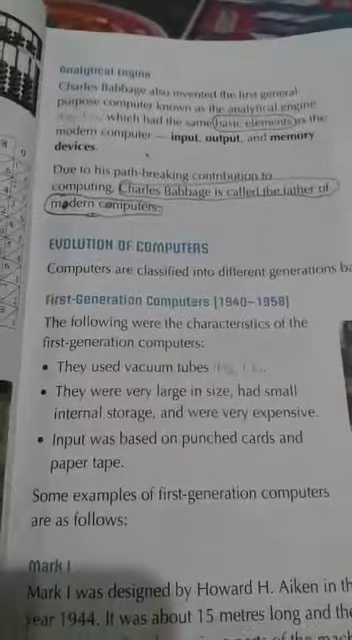 Analytical Engine
Charles Babbage also invented the first general
purpose computer known as the analytical engine
which had the same basic elements as the
modern computer — input, output, and memory
devices.
Due to his path-breaking contribution to
computing, Charles Babbage is called the father of
modern computers.
EVOLUTION OF COMPUTERS
Computers are classified into different generations
First-Generation Computers (1940–1958)
The following were the characteristics of the
first-generation computers:
• They used vacuum tubes
• They were very large in size, had small
internal storage, and were very expensive.
• Input was based on punched cards and
paper tape.
Some examples of first-generation computers
are as follows:
Mark I
Mark I was designed by Howard H. Aiken in
year 1944. It was about 15 metres long and